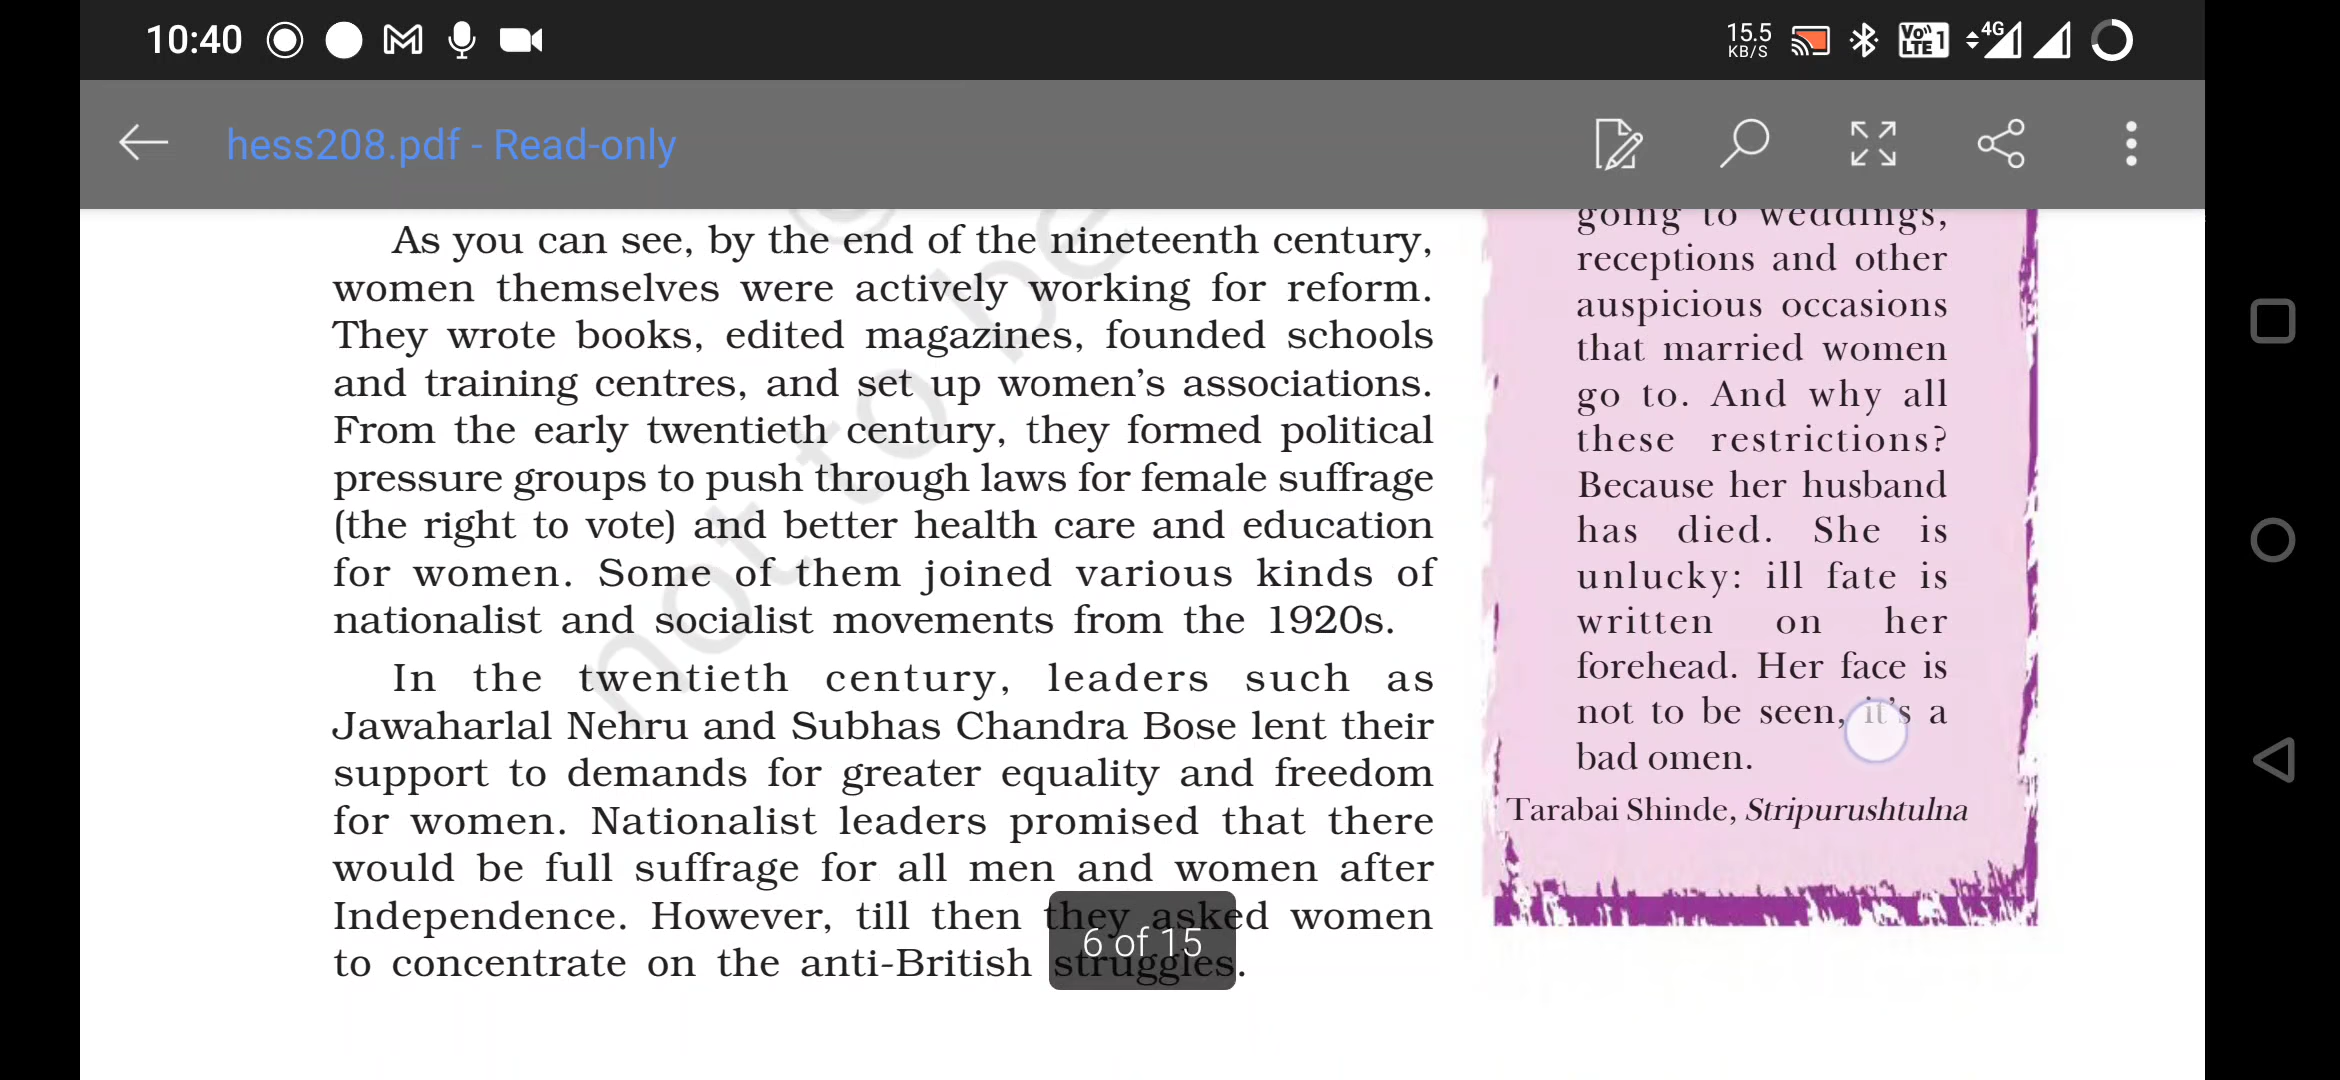 10:40
15.5
KB/S
Vo))
LTE 1
4G
hess208.pdf - Read-only
As you can see, by the end of the nineteenth century,
women themselves were actively working for reform.
They wrote books, edited magazines, founded schools
and training centres, and set up women's associations.
From the early twentieth century, they formed political
pressure groups to push through laws for female suffrage
(the right to vote) and better health care and education
for women. Some of them joined various kinds of
nationalist and socialist movements from the 1920s.
In the twentieth century, leaders such as
Jawaharlal Nehru and Subhas Chandra Bose lent their
support to demands for greater equality and freedom
for women. Nationalist leaders promised that there
would be full suffrage for all men and women after
Independence. However, till then they asked women
to concentrate on the anti-British struggles.
6 of 15
not to be
going to weddings,
receptions and other
auspicious occasions
that married women
go to. And why all
these restrictions?
Because her husband
has died. She is
unlucky: ill fate is
written on her
forehead. Her face is
not to be seen, it's a
bad omen.
Tarabai Shinde, Stripurushtulna